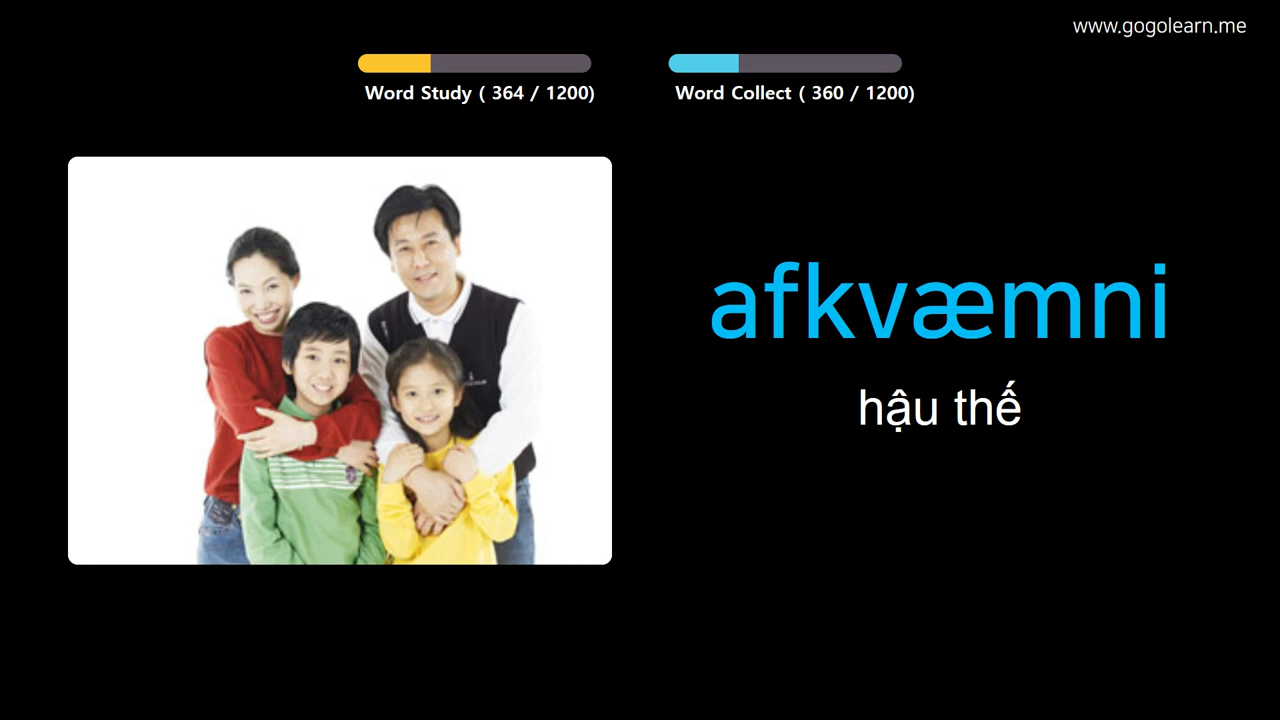 www.gogolearn.me
Word Study ( 364 / 1200)
Word Collect ( 360 / 1200)
afkvæmni
hậu thế